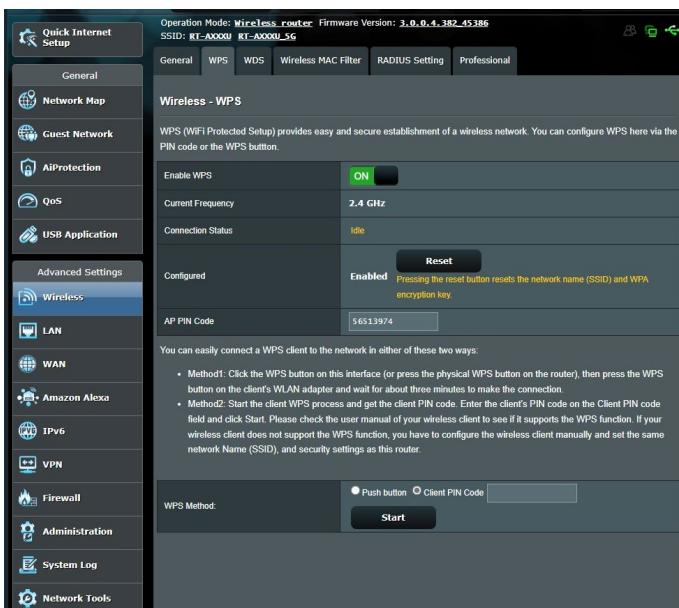 Quick Internet
Setup
Operation Mode: Wireless router Firmware Version: 3.0.0.4.382_45386
SSID: RT-AXXXU RT-AXXXU_5G
General WPS WDS Wireless MAC Filter RADIUS Setting Professional
General
Network Map
Guest Network
AiProtection
QoS
USB Application
Advanced Settings
Wireless
LAN
WAN
Amazon Alexa
IPv6
VPN
Firewall
Administration
System Log
Network Tools
Wireless - WPS
WPS (WiFi Protected Setup) provides easy and secure establishment of a wireless network. You can configure WPS here via the
PIN code or the WPS buttton.
Enable WPS ON
Current Frequency 2.4 GHz
Connection Status Idle
Configured Enabled Reset
Pressing the reset button resets the network name (SSID) and WPA
encryption key.
AP PIN Code 56513974
You can easily connect a WPS client to the network in either of these two ways:
• Method1: Click the WPS button on this interface (or press the physical WPS button on the router), then press the WPS
button on the client's WLAN adapter and wait for about three minutes to make the connection.
• Method2: Start the client WPS process and get the client PIN code. Enter the client's PIN code on the Client PIN code
field and click Start. Please check the user manual of your wireless client to see if it supports the WPS function. If your
wireless client does not support the WPS function, you have to configure the wireless client manually and set the same
network Name (SSID), and security settings as this router.
WPS Method: Push button Client PIN Code
Start